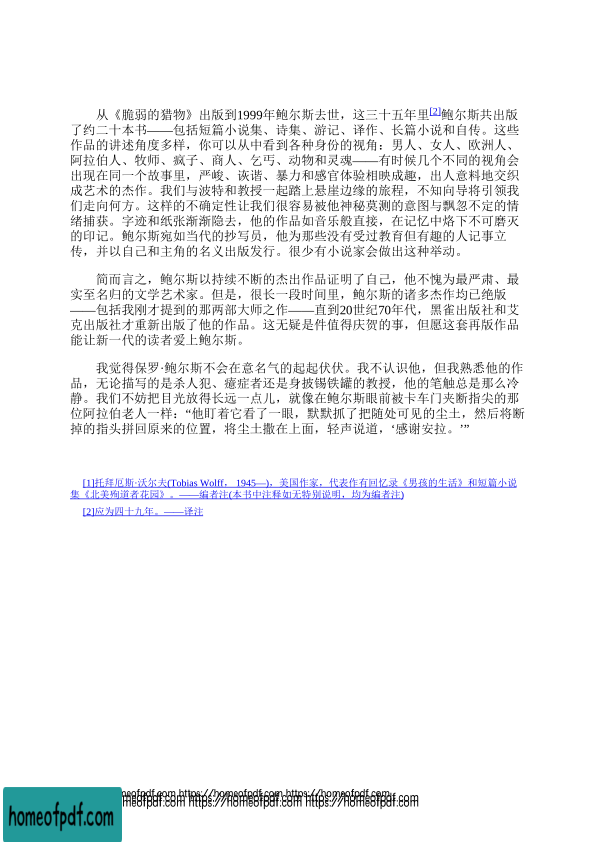 从《脆弱的猎物》出版到1999年鲍尔斯去世，这三十五年里[2]鲍尔斯共出版
了约二十本书——包括短篇小说集、诗集、游记、译作、长篇小说和自传。这些
作品的讲述角度多样，你可以从中看到各种身份的视角：男人、女人、欧洲人、
阿拉伯人、牧师、疯子、商人、乞丐、动物和灵魂——有时候几个不同的视角会
出现在同一个故事里，严峻、诙谐、暴力和感官体验相映成趣，出人意料地交织
成艺术的杰作。我们与波特和教授一起踏上悬崖边缘的旅程，不知向导将引领我
们走向何方。这样的不确定性让我们很容易被他神秘莫测的意图与飘忽不定的情
绪捕获。字迹和纸张渐渐隐去，他的作品如音乐般直接，在记忆中烙下不可磨灭
的印记。鲍尔斯宛如当代的抄写员，他为那些没有受过教育但有趣的人记事立
传，并以自己和主角的名义出版发行。很少有小说家会做出这种举动。
简而言之，鲍尔斯以持续不断的杰出作品证明了自己，他不愧为最严肃、最
实至名归的文学艺术家。但是，很长一段时间里，鲍尔斯的诸多杰作均已绝版
——包括我刚才提到的那两部大师之作——直到20世纪70年代，黑雀出版社和艾
克出版社才重新出版了他的作品。这无疑是件值得庆贺的事，但愿这套再版作品
能让新一代的读者爱上鲍尔斯。
我觉得保罗·鲍尔斯不会在意名气的起起伏伏。我不认识他，但我熟悉他的作
品，无论描写的是杀人犯、瘾症者还是身披锡铁罐的教授，他的笔触总是那么冷
静。我们不妨把目光放得长远一点儿，就像在鲍尔斯眼前被卡车门夹断指尖的那
位阿拉伯老人一样：“他盯着它看了一眼，默默抓了把随处可见的尘土，然后将断
掉的指头拼回原来的位置，将尘土撒在上面，轻声说道，‘感谢安拉。’”
[1]托拜厄斯·沃尔夫(Tobias Wolff， 1945—)，美国作家，代表作有回忆录《男孩的生活》和短篇小说
集《北美殉道者花园》。——编者注(本书中注释如无特别说明，均为编者注)
[2]应为四十九年。——译注
https://homeofpdf.com https://homeofpdf.com
homeofpdf.com https://homeofpdf.com https://homeofpdf.com
homeofpdf.com